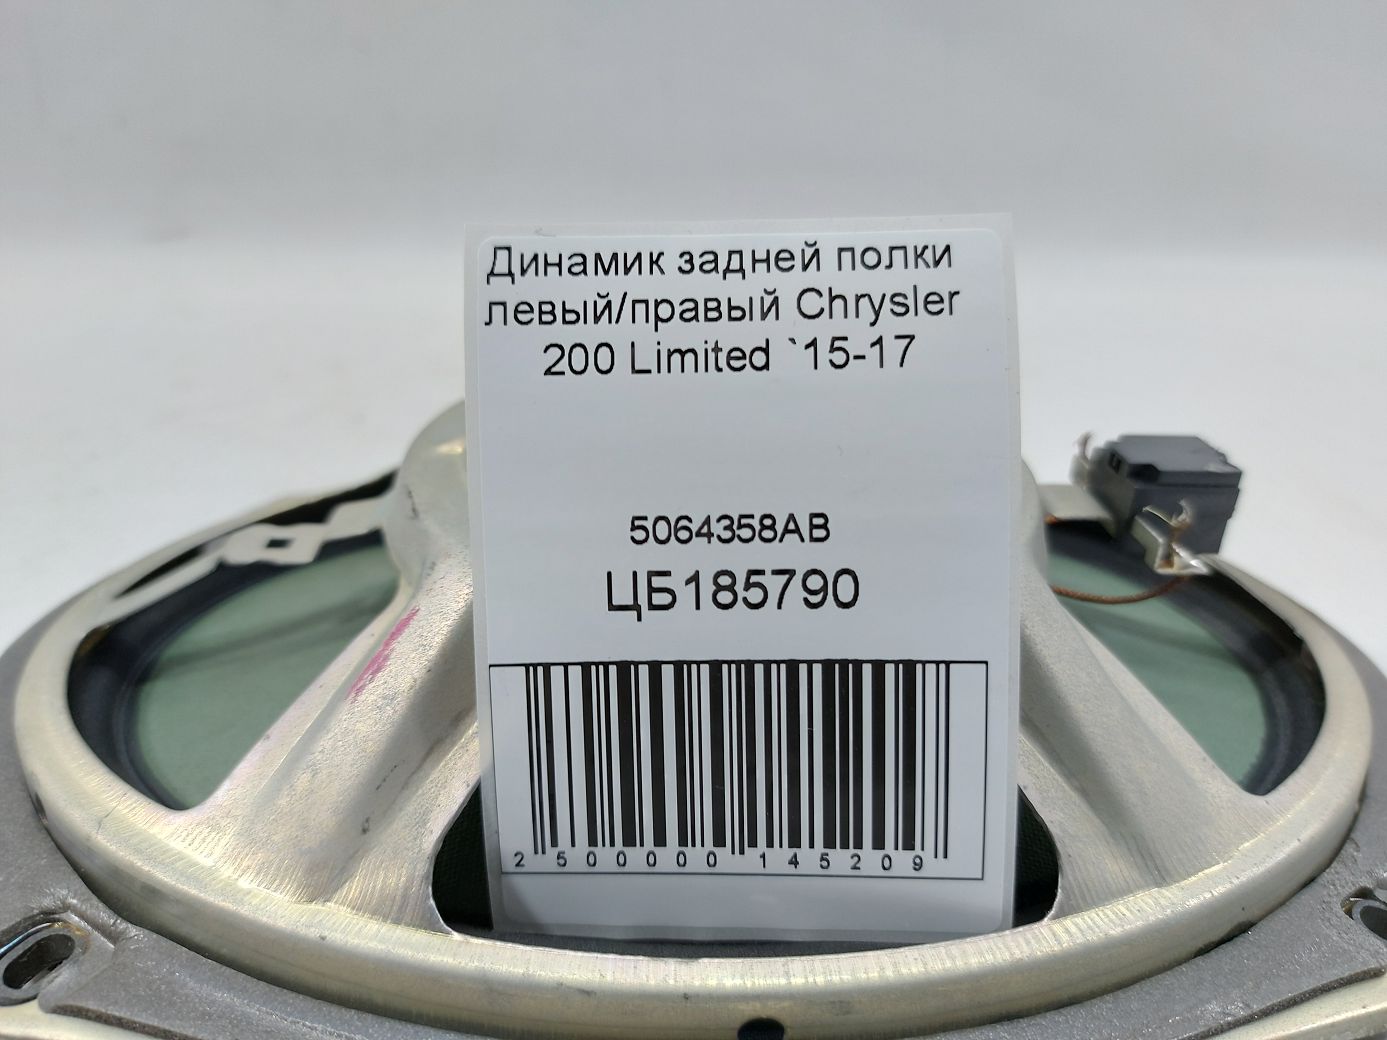 Динамик задней полки
левый/правый Chrysler
200 Limited `15-17
5064358AB
ЦБ185790
2 500000 145209